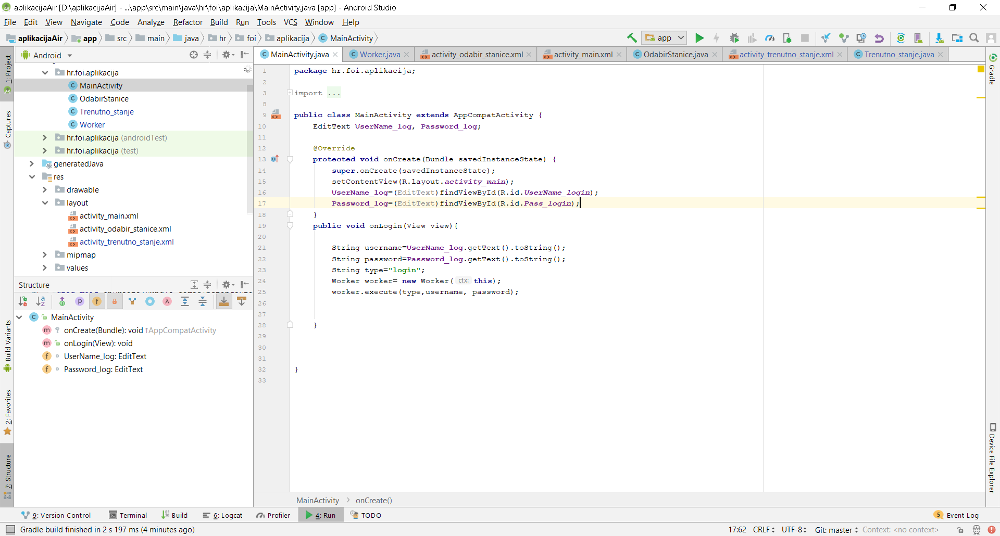 aplikacijaAir [D:\aplikacijaAir] - ...\app\src\main\java\hr\foi\aplikacija\MainActivity.java [app] - Android Studio
File Edit View Navigate Code Analyze Refactor Build Run Tools VCS Window Help
aplikacijaAir app src main java hr foi aplikacija MainActivity app
1: Project
Captures
Build Variants
2: Favorites
7: Structure
Android
hr.foi.aplikacija
MainActivity
OdabirStanice
Trenutno_stanje
Worker
hr.foi.aplikacija (androidTest)
hr.foi.aplikacija (test)
generatedJava
res
drawable
layout
activity_main.xml
activity_odabir_stanice.xml
activity_trenutno_stanje.xml
mipmap
values
Structure
MainActivity
onCreate(Bundle): void ↑AppCompatActivity
onLogin(View): void
UserName_log: EditText
Password_log: EditText
MainActivity.java Worker.java activity_odabir_stanice.xml activity_main.xml OdabirStanice.java activity_trenutno_stanje.xml Trenutno_stanje.java
1 package hr.foi.aplikacija;
2
3 import ...
8
9 public class MainActivity extends AppCompatActivity {
10 EditText UserName_log, Password_log;
11
12 @Override
13 protected void onCreate(Bundle savedInstanceState) {
14 super.onCreate(savedInstanceState);
15 setContentView(R.layout.activity_main);
16 UserName_log=(EditText)findViewById(R.id.UserName_login);
17 Password_log=(EditText)findViewById(R.id.Pass_login);
18 }
19 public void onLogin(View view){
20
21 String username=UserName_log.getText().toString();
22 String password=Password_log.getText().toString();
23 String type="login";
24 Worker worker= new Worker( ctx: this);
25 worker.execute(type,username, password);
26
27
28 }
29
30
31
32 }
33
MainActivity onCreate()
Gradle
Device File Explorer
9: Version Control Terminal Build 6: Logcat Profiler 4: Run TODO 5 Event Log
Gradle build finished in 2 s 197 ms (4 minutes ago) 17:62 CRLF UTF-8 Git: master Context: <no context>